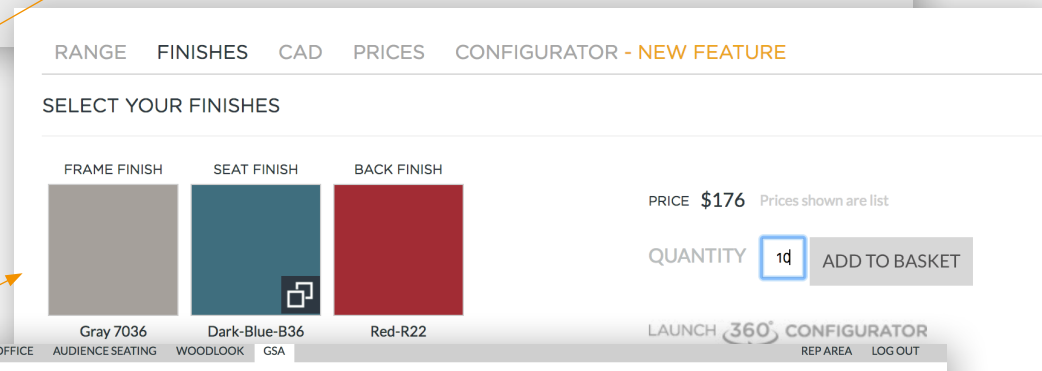 RANGE FINISHES CAD PRICES CONFIGURATOR - NEW FEATURE
SELECT YOUR FINISHES
FRAME FINISH SEAT FINISH BACK FINISH
PRICE $176 Prices shown are list
QUANTITY 10 ADD TO BASKET
Gray 7036 Dark-Blue-B36 Red-R22
LAUNCH 360° CONFIGURATOR
OFFICE AUDIENCE SEATING WOODLOOK GSA REP AREA LOG OUT